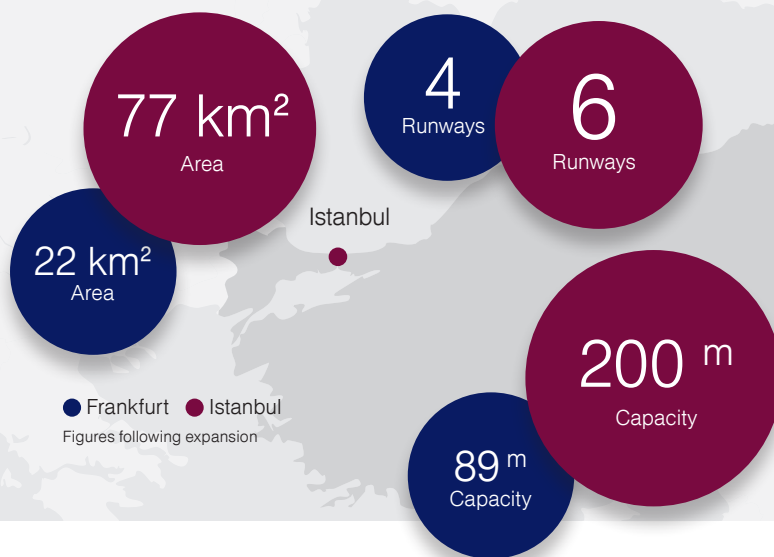 77 km²
Area
4
Runways
6
Runways
Istanbul
22 km²
Area
200 m
Capacity
Frankfurt Istanbul
Figures following expansion
89 m
Capacity